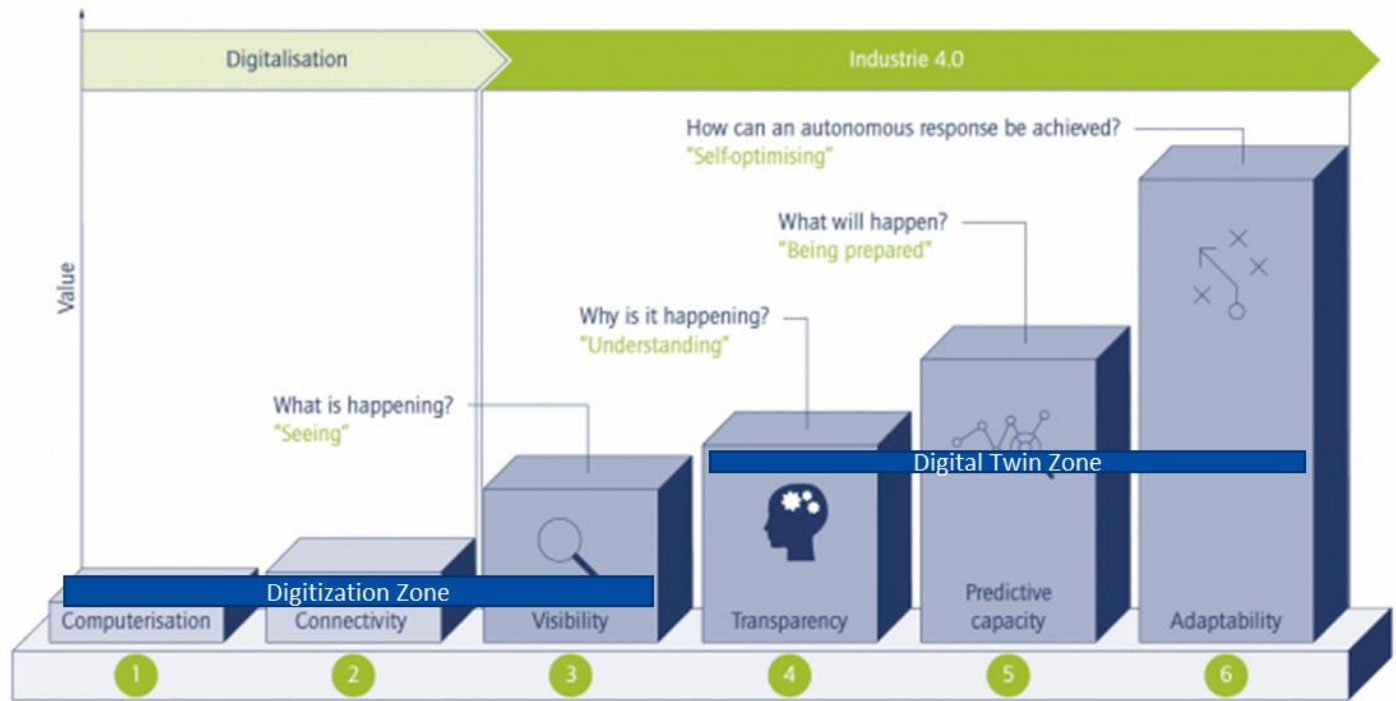 Digitalisation
Industrie 4.0
How can an autonomous response be achieved?
"Self-optimising"
What will happen?
"Being prepared"
Value
Why is it happening?
"Understanding"
What is happening?
"Seeing"
Digital Twin Zone
Digitization Zone
Computerisation
Connectivity
Visibility
Transparency
Predictive
capacity
Adaptability
1
2
3
4
5
6